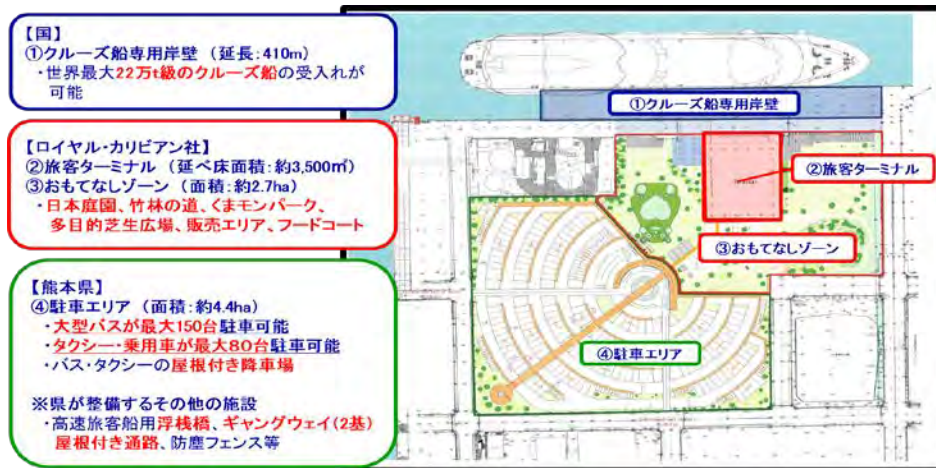 【国】
①クルーズ船専用岸壁 (延長:410m)
・世界最大22万t級のクルーズ船の受入れが
可能
【ロイヤル・カリビアン社】
②旅客ターミナル (延べ床面積:約3,500㎡)
③おもてなしゾーン (面積:約2.7ha)
・日本庭園、竹林の道、くまモンパーク、
多目的芝生広場、販売エリア、フードコート
【熊本県】
④駐車エリア (面積:約4.4ha)
・大型バスが最大150台駐車可能
・タクシー・乗用車が最大80台駐車可能
・バス・タクシーの屋根付き降車場
※県が整備するその他の施設
・高速旅客船用浮桟橋、ギャングウェイ(2基)
屋根付き通路、防塵フェンス等
①クルーズ船専用岸壁
②旅客ターミナル
③おもてなしゾーン
④駐車エリア